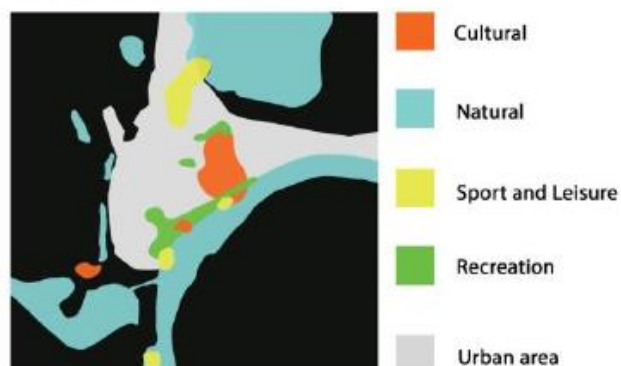 Cultural
Natural
Sport and Leisure
Recreation
Urban area